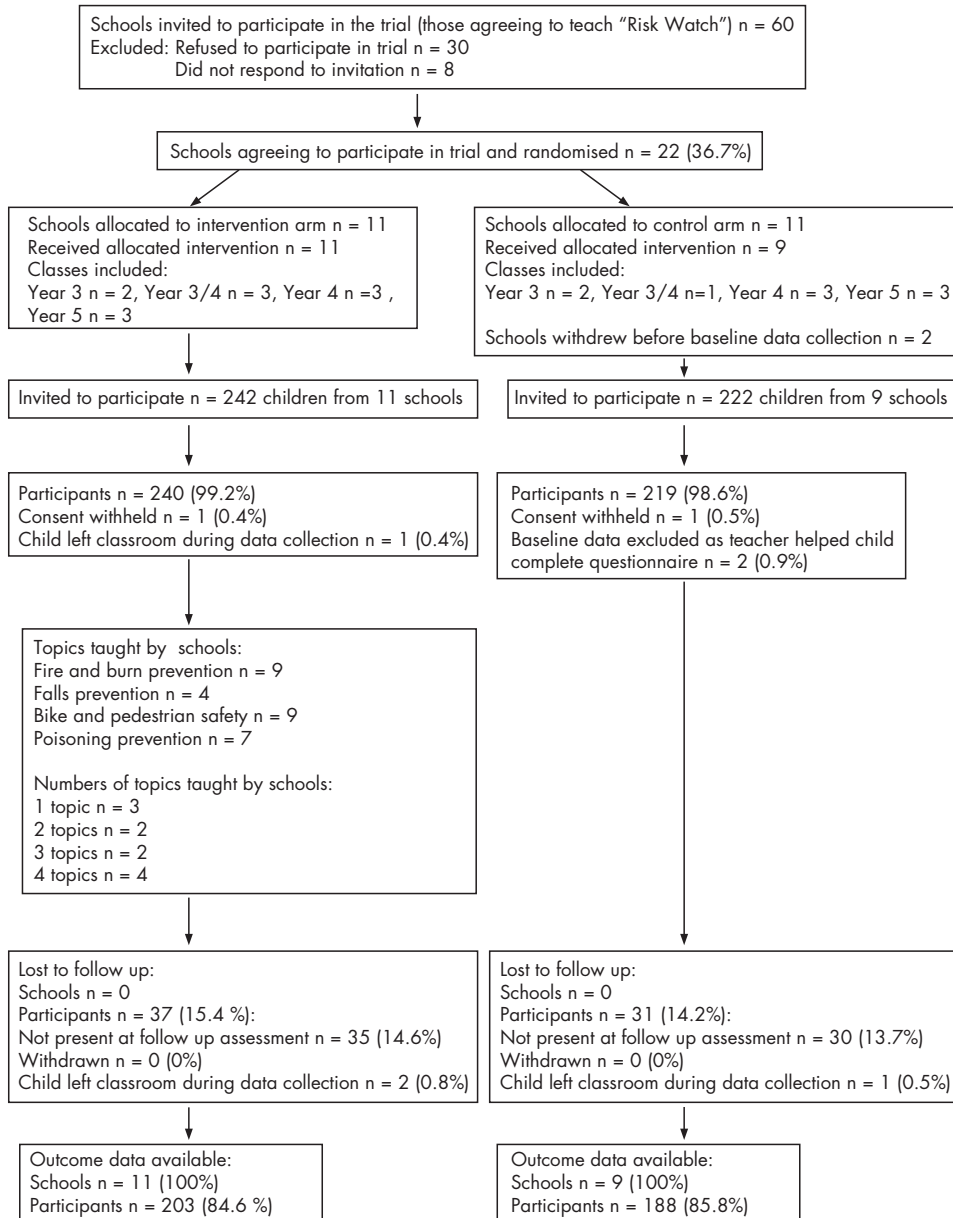 Schools invited to participate in the trial (those agreeing to teach “Risk Watch”) n = 60
Excluded: Refused to participate in trial n = 30
Did not respond to invitation n = 8
Schools agreeing to participate in trial and randomised n = 22 (36.7%)
Schools allocated to intervention arm n = 11
Received allocated intervention n = 11
Classes included:
Year 3 n = 2, Year 3/4 n = 3, Year 4 n =3 ,
Year 5 n = 3
Schools allocated to control arm n = 11
Received allocated intervention n = 9
Classes included:
Year 3 n = 2, Year 3/4 n=1, Year 4 n = 3, Year 5 n = 3
Schools withdrew before baseline data collection n = 2
Invited to participate n = 242 children from 11 schools
Invited to participate n = 222 children from 9 schools
Participants n = 240 (99.2%)
Consent withheld n = 1 (0.4%)
Child left classroom during data collection n = 1 (0.4%)
Participants n = 219 (98.6%)
Consent withheld n = 1 (0.5%)
Baseline data excluded as teacher helped child
complete questionnaire n = 2 (0.9%)
Topics taught by schools:
Fire and burn prevention n = 9
Falls prevention n = 4
Bike and pedestrian safety n = 9
Poisoning prevention n = 7
Numbers of topics taught by schools:
1 topic n = 3
2 topics n = 2
3 topics n = 2
4 topics n = 4
Lost to follow up:
Schools n = 0
Participants n = 37 (15.4 %):
Not present at follow up assessment n = 35 (14.6%)
Withdrawn n = 0 (0%)
Child left classroom during data collection n = 2 (0.8%)
Lost to follow up:
Schools n = 0
Participants n = 31 (14.2%):
Not present at follow up assessment n = 30 (13.7%)
Withdrawn n = 0 (0%)
Child left classroom during data collection n = 1 (0.5%)
Outcome data available:
Schools n = 11 (100%)
Participants n = 203 (84.6 %)
Outcome data available:
Schools n = 9 (100%)
Participants n = 188 (85.8%)